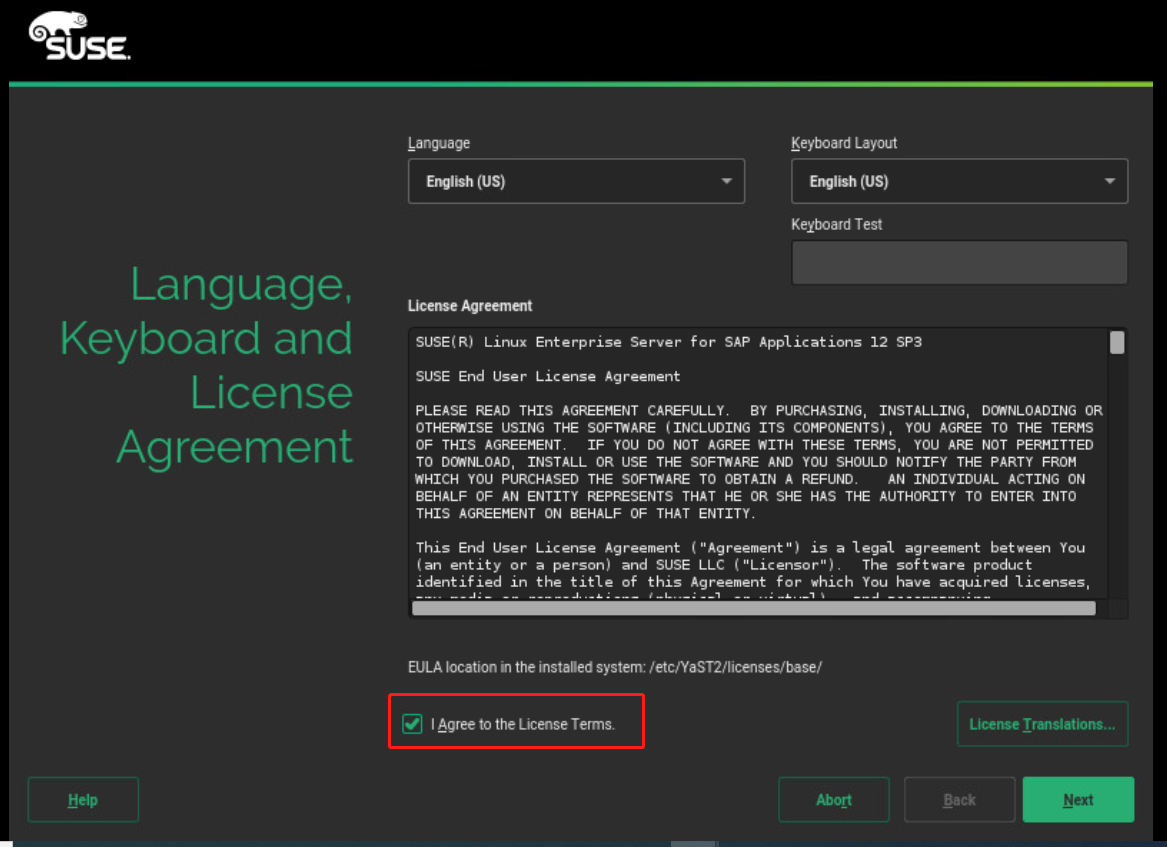 SUSE.
Language
Keyboard Layout
English (US)
English (US)
Keyboard Test
Language,
Keyboard and
License
Agreement
License Agreement
SUSE(R) Linux Enterprise Server for SAP Applications 12 SP3
SUSE End User License Agreement
PLEASE READ THIS AGREEMENT CAREFULLY.  BY PURCHASING, INSTALLING, DOWNLOADING OR
OTHERWISE USING THE SOFTWARE (INCLUDING ITS COMPONENTS), YOU AGREE TO THE TERMS
OF THIS AGREEMENT.  IF YOU DO NOT AGREE WITH THESE TERMS, YOU ARE NOT PERMITTED
TO DOWNLOAD, INSTALL OR USE THE SOFTWARE AND YOU SHOULD NOTIFY THE PARTY FROM
WHICH YOU PURCHASED THE SOFTWARE TO OBTAIN A REFUND.   AN INDIVIDUAL ACTING ON
BEHALF OF AN ENTITY REPRESENTS THAT HE OR SHE HAS THE AUTHORITY TO ENTER INTO
THIS AGREEMENT ON BEHALF OF THAT ENTITY.
This End User License Agreement ("Agreement") is a legal agreement between You
(an entity or a person) and SUSE LLC ("Licensor").  The software product
identified in the title of this Agreement for which You have acquired licenses,
EULA location in the installed system: /etc/YaST2/licenses/base/
I Agree to the License Terms.
License Translations...
Help
Abort
Back
Next